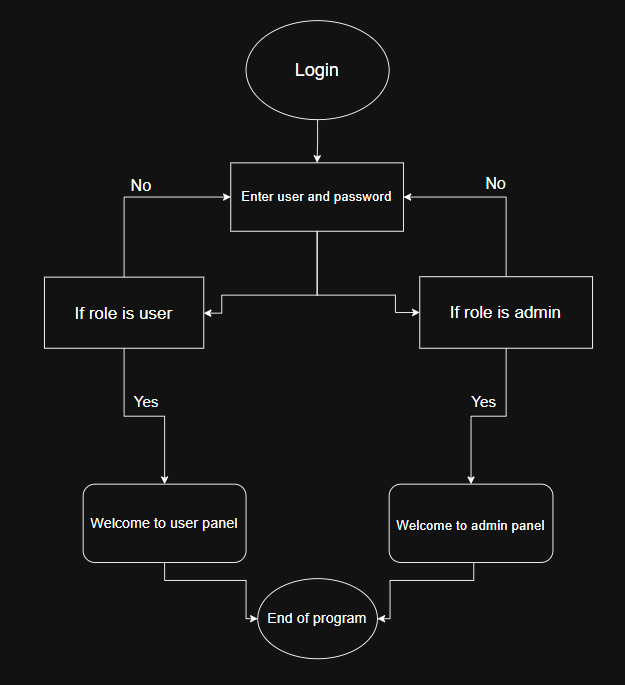 Login
No
No
Enter user and password
If role is user
If role is admin
Yes
Yes
Welcome to user panel
Welcome to admin panel
End of program